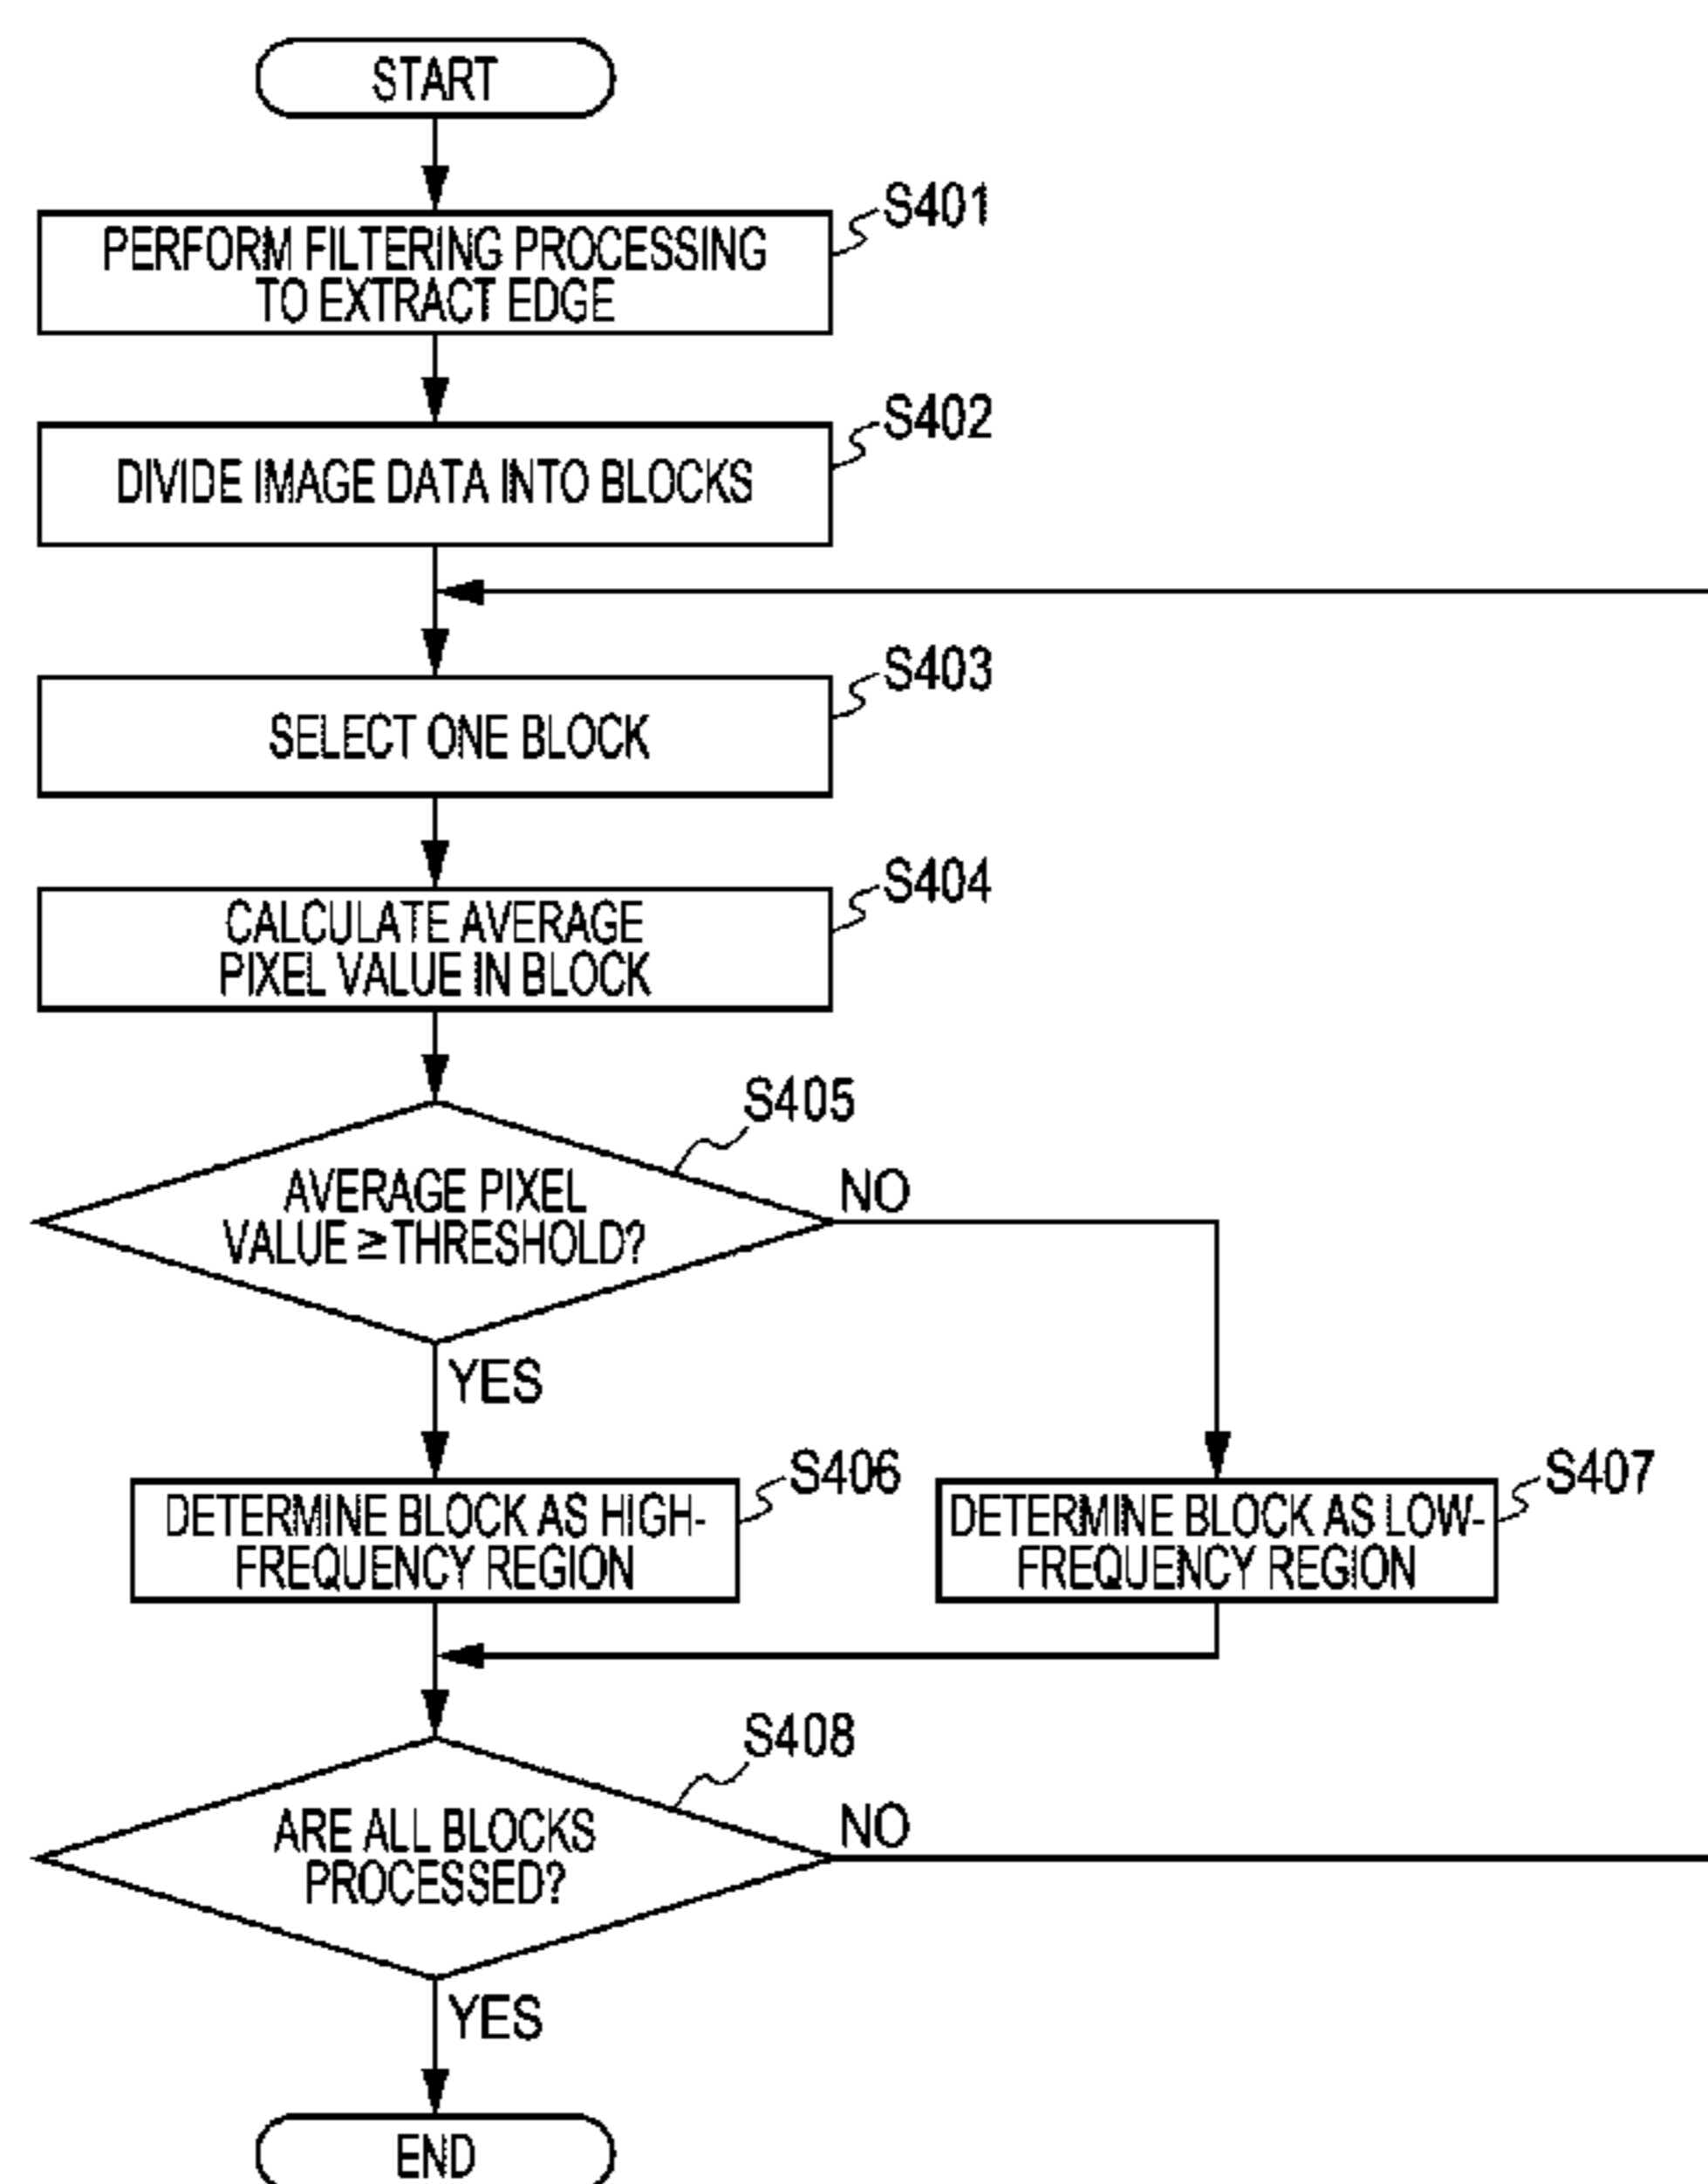 START
S401
PERFORM FILTERING PROCESSING
TO EXTRACT EDGE
S402
DIVIDE IMAGE DATA INTO BLOCKS
S403
SELECT ONE BLOCK
S404
CALCULATE AVERAGE
PIXEL VALUE IN BLOCK
S405
AVERAGE PIXEL
VALUE ≥ THRESHOLD?
NO
YES
S406
DETERMINE BLOCK AS HIGH-
FREQUENCY REGION
S407
DETERMINE BLOCK AS LOW-
FREQUENCY REGION
S408
ARE ALL BLOCKS
PROCESSED?
NO
YES
END